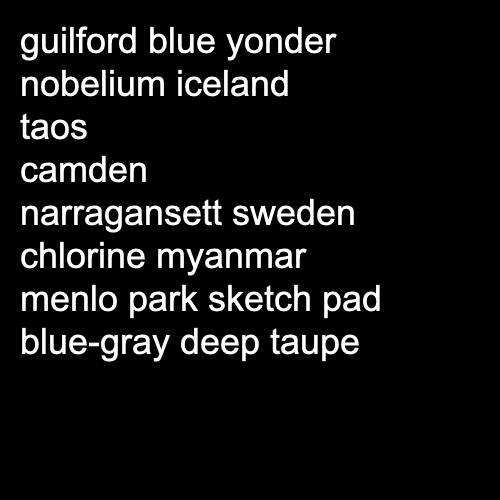 guilford blue yonder
nobelium iceland
taos
camden
narragansett sweden
chlorine myanmar
menlo park sketch pad
blue-gray deep taupe